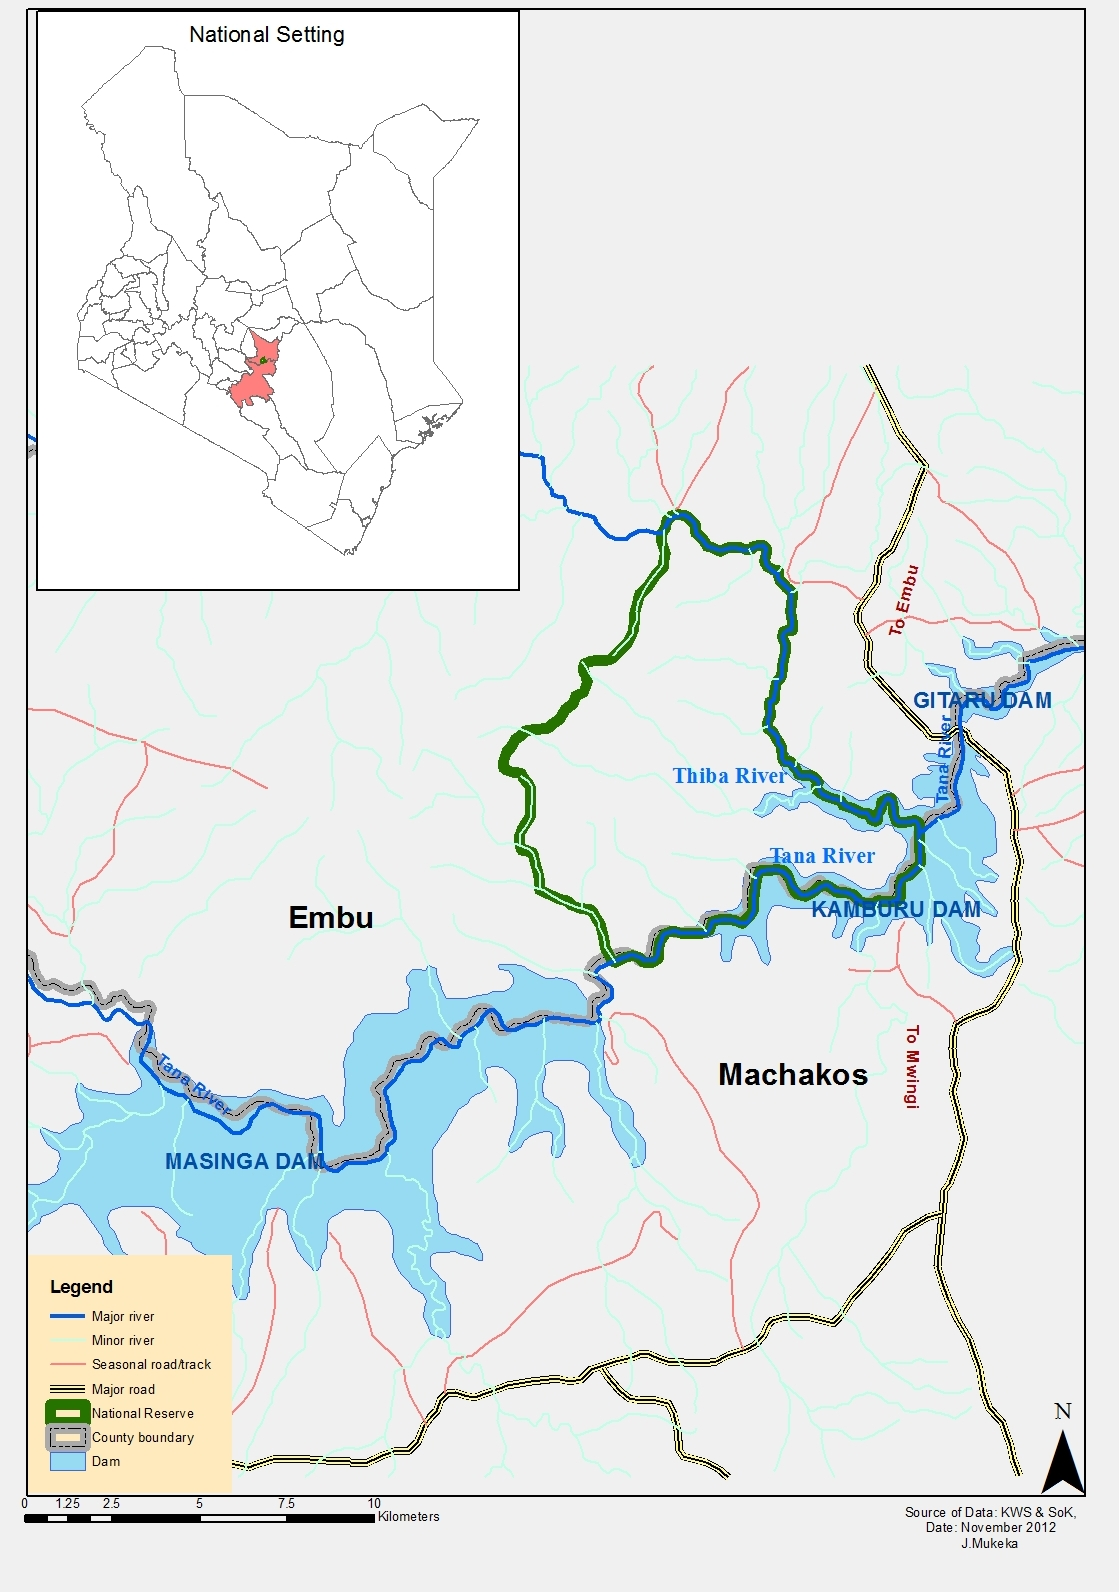 National Setting
To Embu
GITARU DAM
Tana River
Thiba River
Tana River
KAMBURU DAM
Embu
Machakos
To Mwingi
Tana River
MASINGA DAM
Legend
Major river
Minor river
Seasonal road/track
Major road
National Reserve
County boundary
Dam
N
0 1.25 2.5 5 7.5 10
Kilometers
Source of Data: KWS & SoK,
Date: November 2012
J.Mukeka